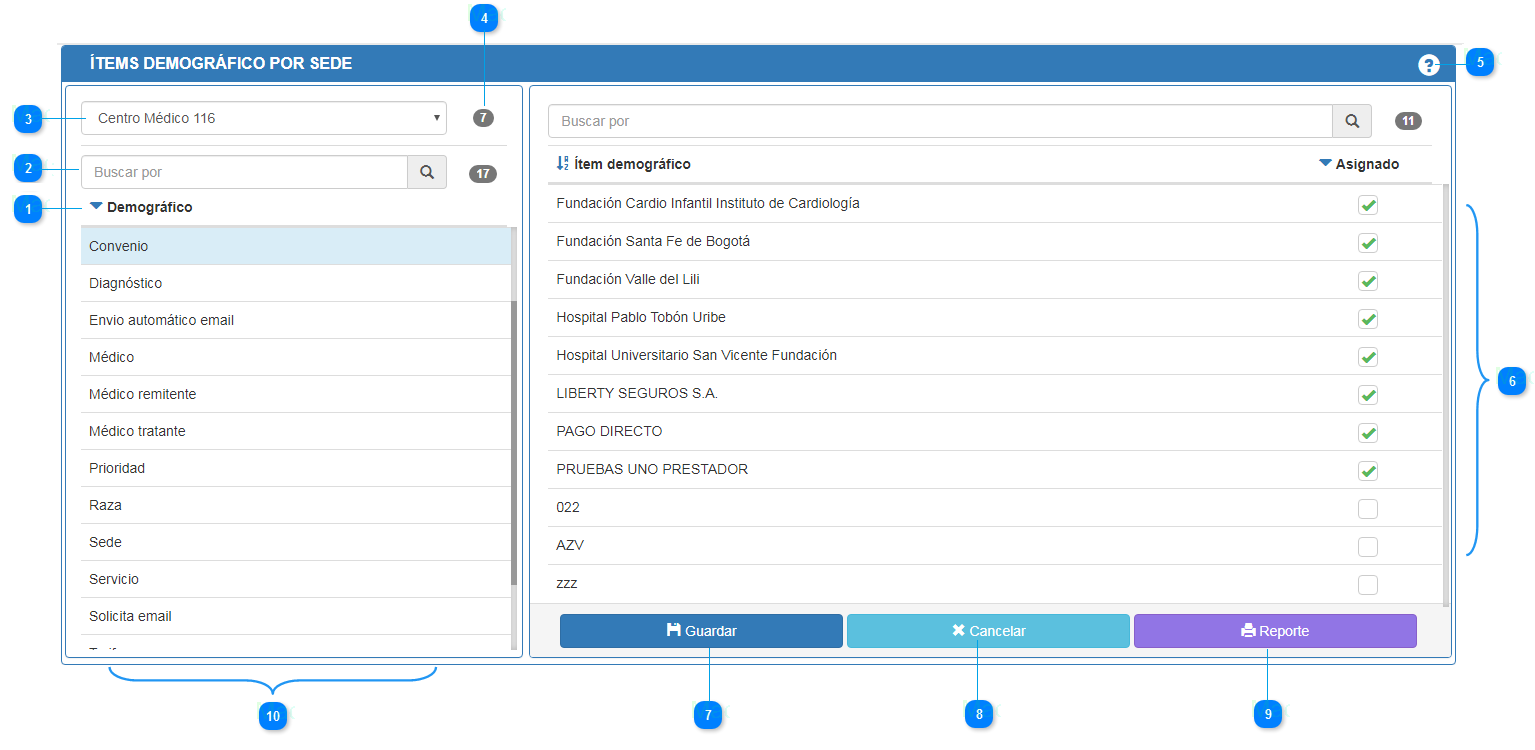 4
ÍTEMS DEMOGRÁFICO POR SEDE
? 5
3 Centro Médico 116 7
Buscar por 11
2 Buscar por 17
Ítem demográfico Asignado
1 Demográfico
Convenio
Diagnóstico
Envio automático email
Médico
Médico remitente
Médico tratante
Prioridad
Raza
Sede
Servicio
Solicita email
Fundación Cardio Infantil Instituto de Cardiología
Fundación Santa Fe de Bogotá
Fundación Valle del Lili
Hospital Pablo Tobón Uribe
Hospital Universitario San Vicente Fundación
LIBERTY SEGUROS S.A.
PAGO DIRECTO
PRUEBAS UNO PRESTADOR
022
AZV
zzz
6
Guardar Cancelar Reporte
10 7 8 9